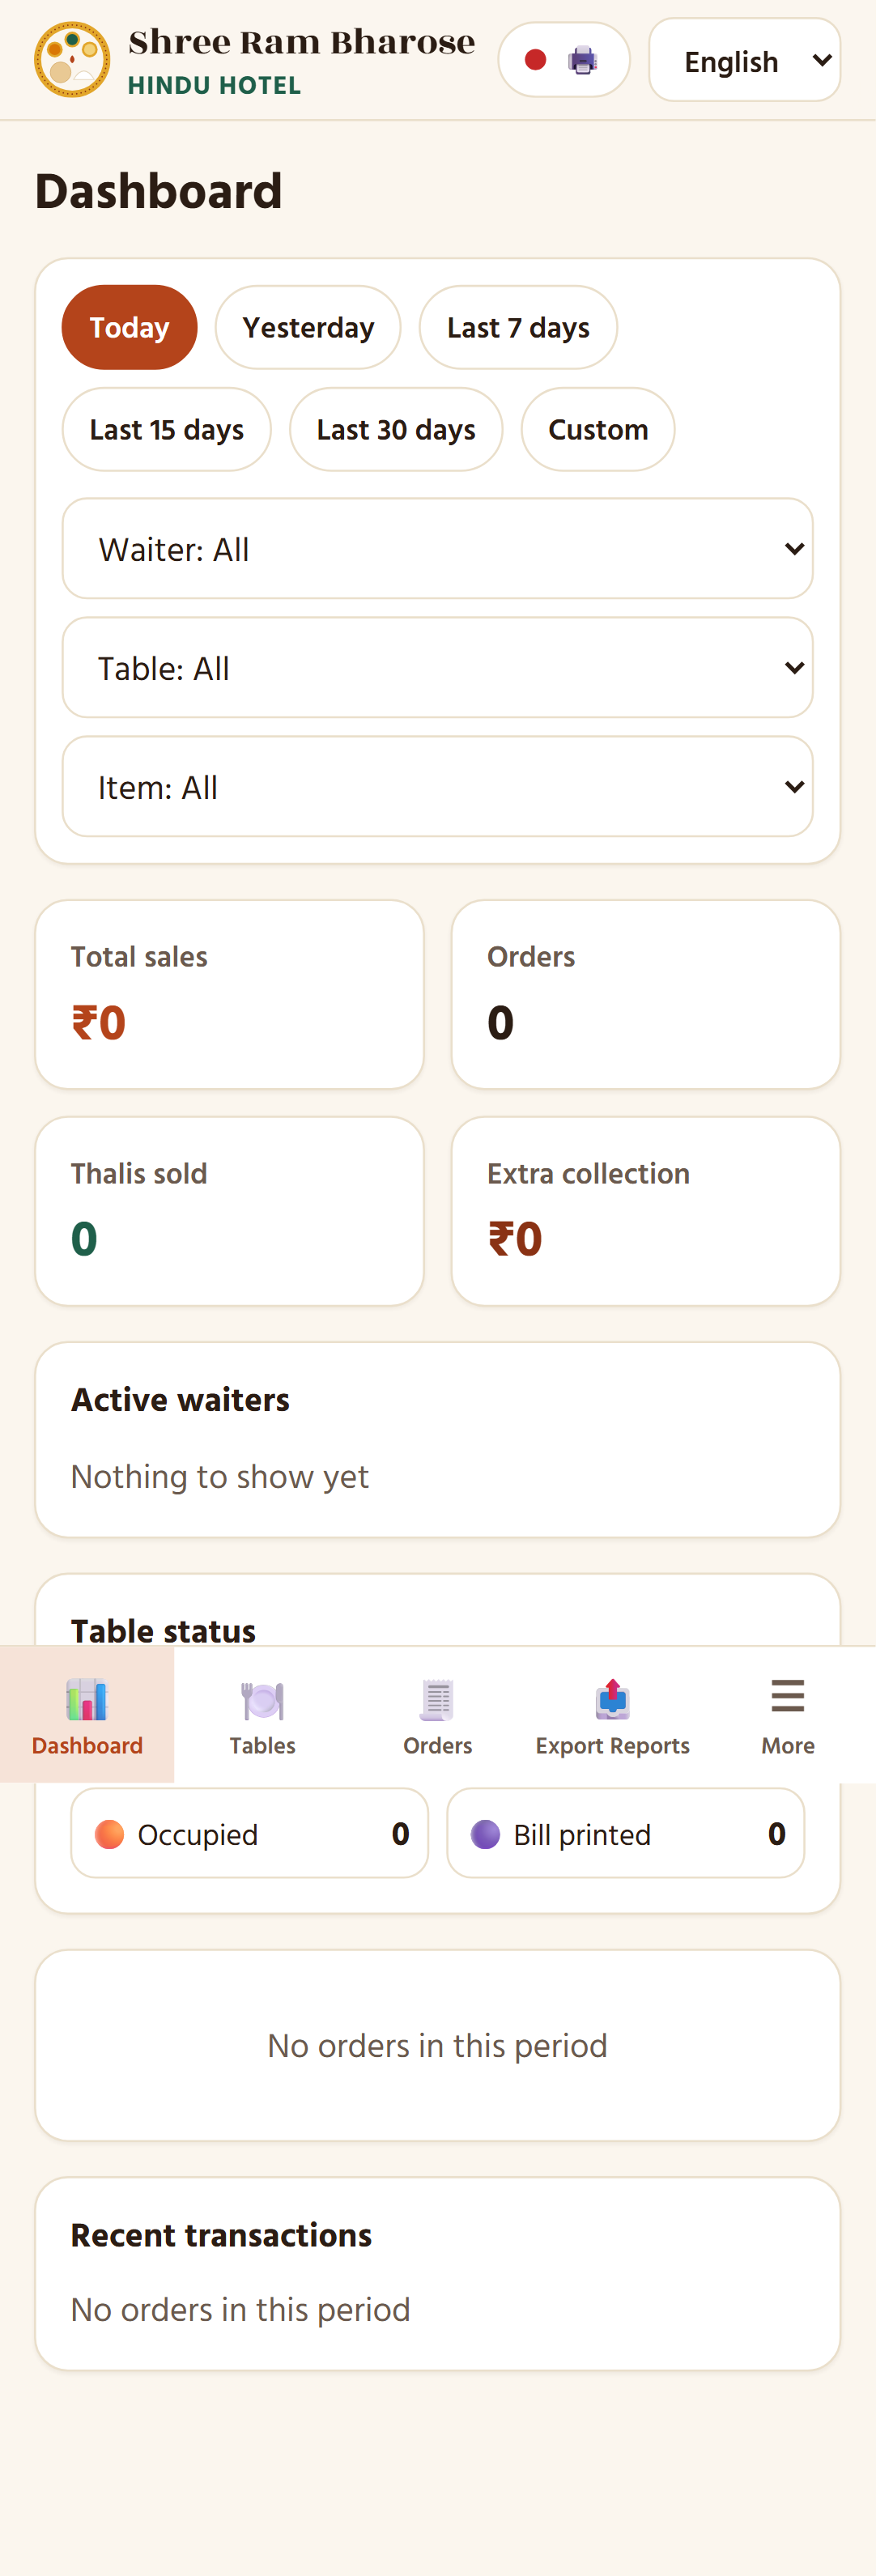 Shree Ram Bharose
HINDU HOTEL
English
Dashboard
Today
Yesterday
Last 7 days
Last 15 days
Last 30 days
Custom
Waiter: All
Table: All
Item: All
Total sales
₹0
Orders
0
Thalis sold
0
Extra collection
₹0
Active waiters
Nothing to show yet
Table status
Dashboard
Tables
Orders
Export Reports
More
Occupied 0
Bill printed 0
No orders in this period
Recent transactions
No orders in this period